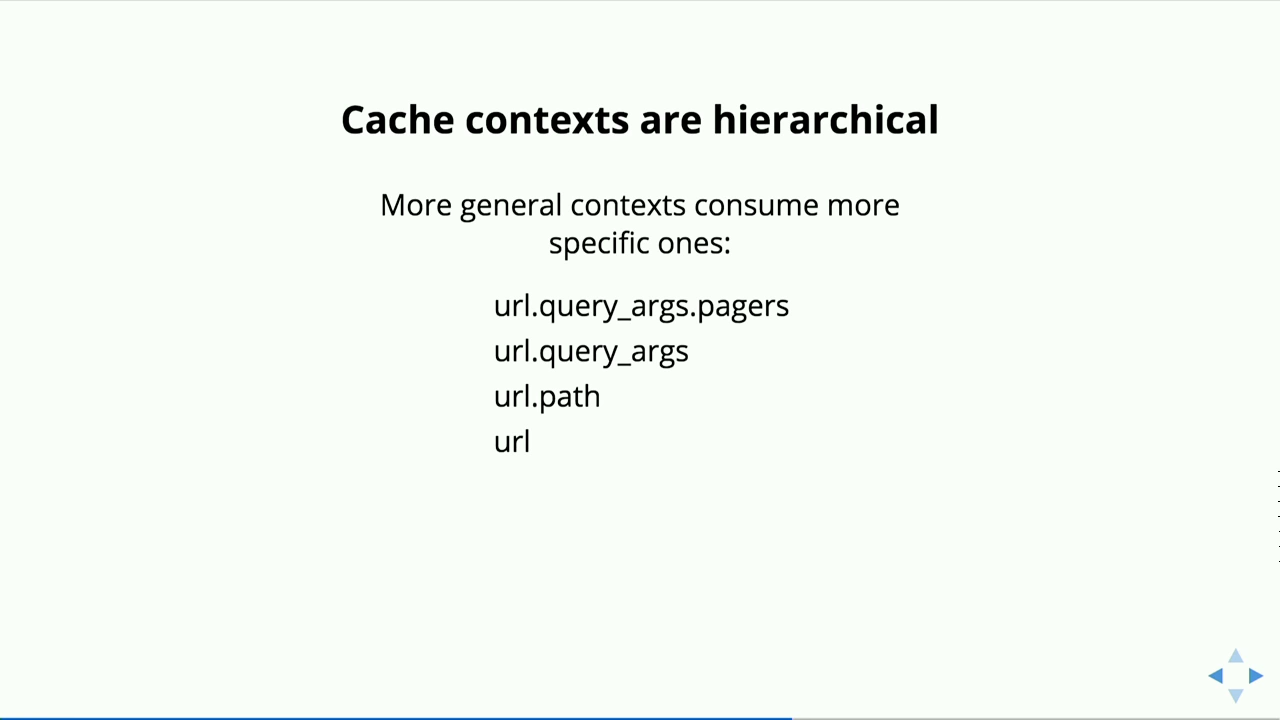 Cache contexts are hierarchical
More general contexts consume more
specific ones:
url.query_args.pagers
url.query_args
url.path
url